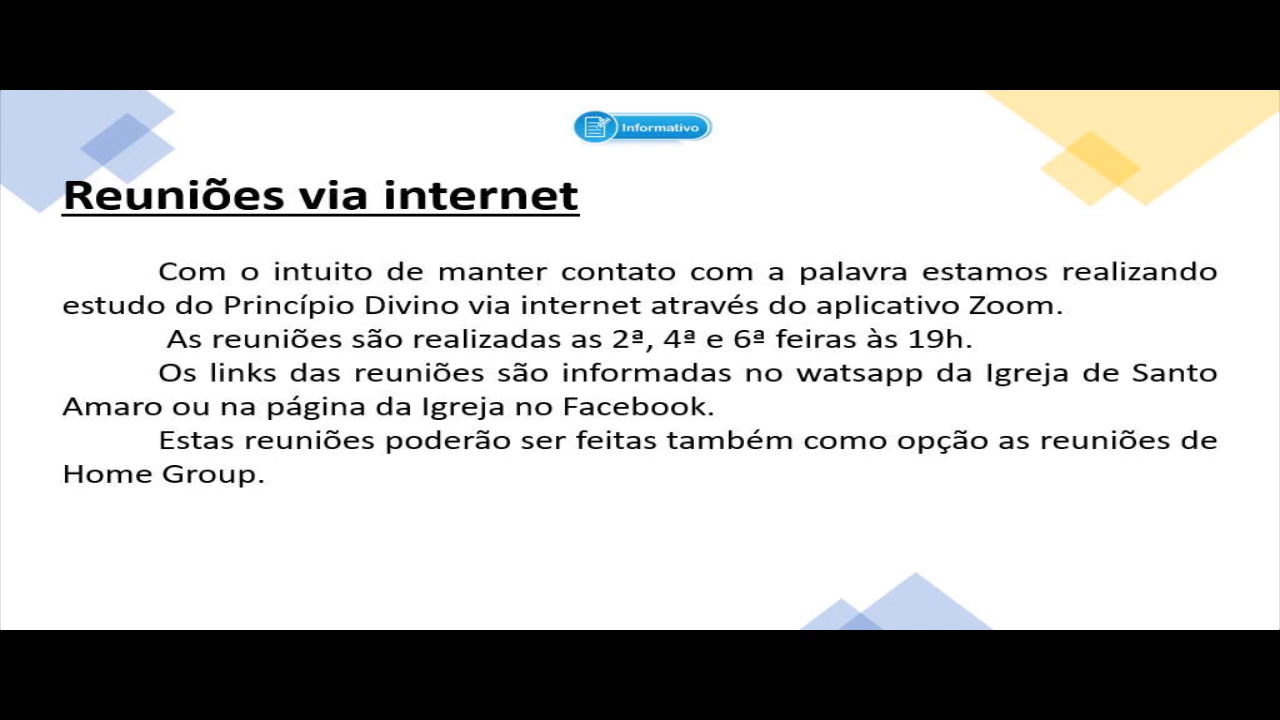 Informativo
Reuniões via internet
Com o intuito de manter contato com a palavra estamos realizando
estudo do Princípio Divino via internet através do aplicativo Zoom.
As reuniões são realizadas as 2ª, 4ª e 6ª feiras às 19h.
Os links das reuniões são informadas no watsapp da Igreja de Santo
Amaro ou na página da Igreja no Facebook.
Estas reuniões poderão ser feitas também como opção as reuniões de
Home Group.